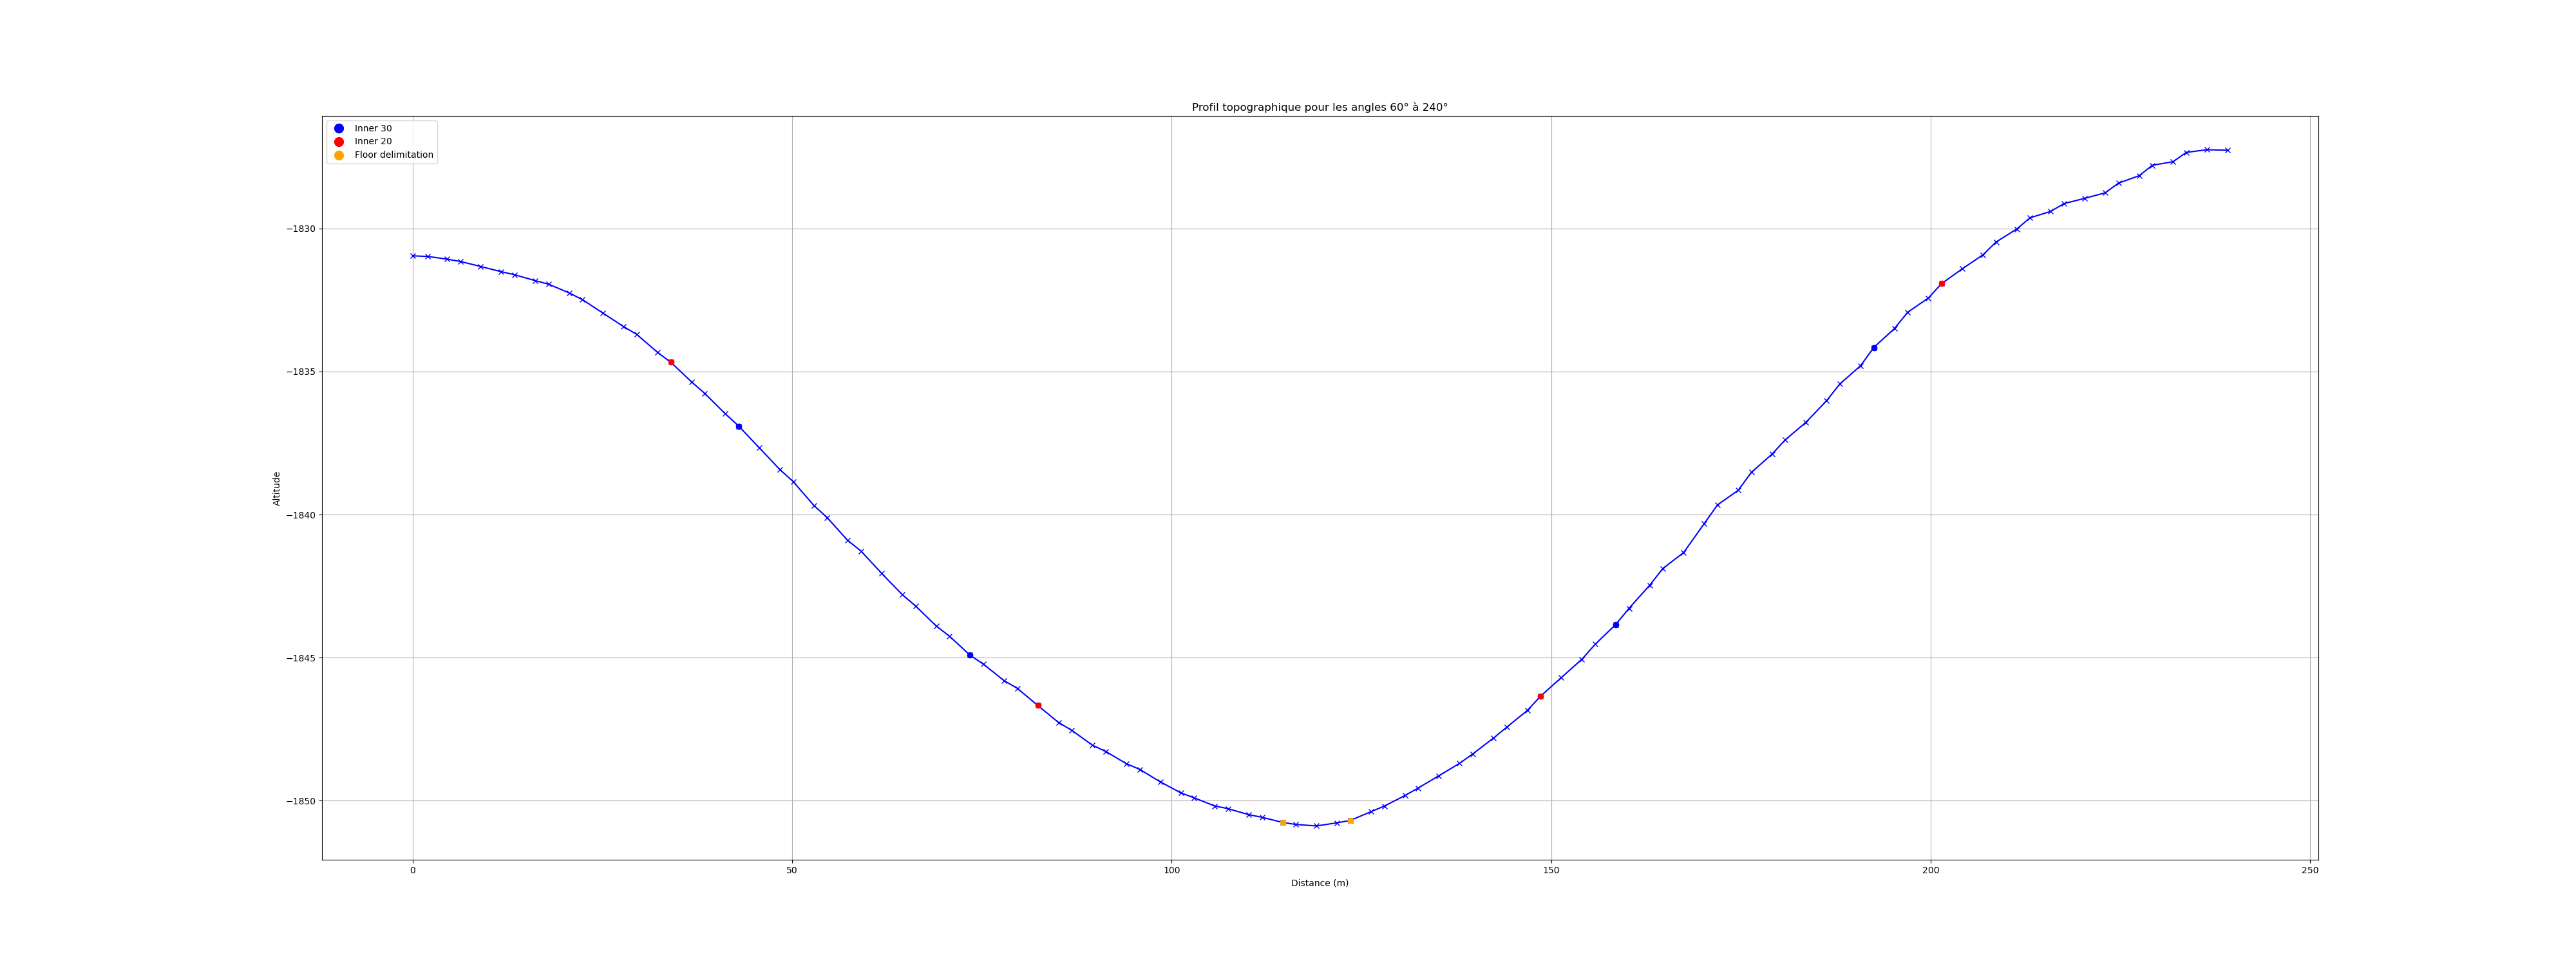 Profil topographique pour les angles 60° à 240°
Inner 30
Inner 20
Floor delimitation
−1830
−1835
−1840
−1845
−1850
Altitude
0
50
100
150
200
250
Distance (m)